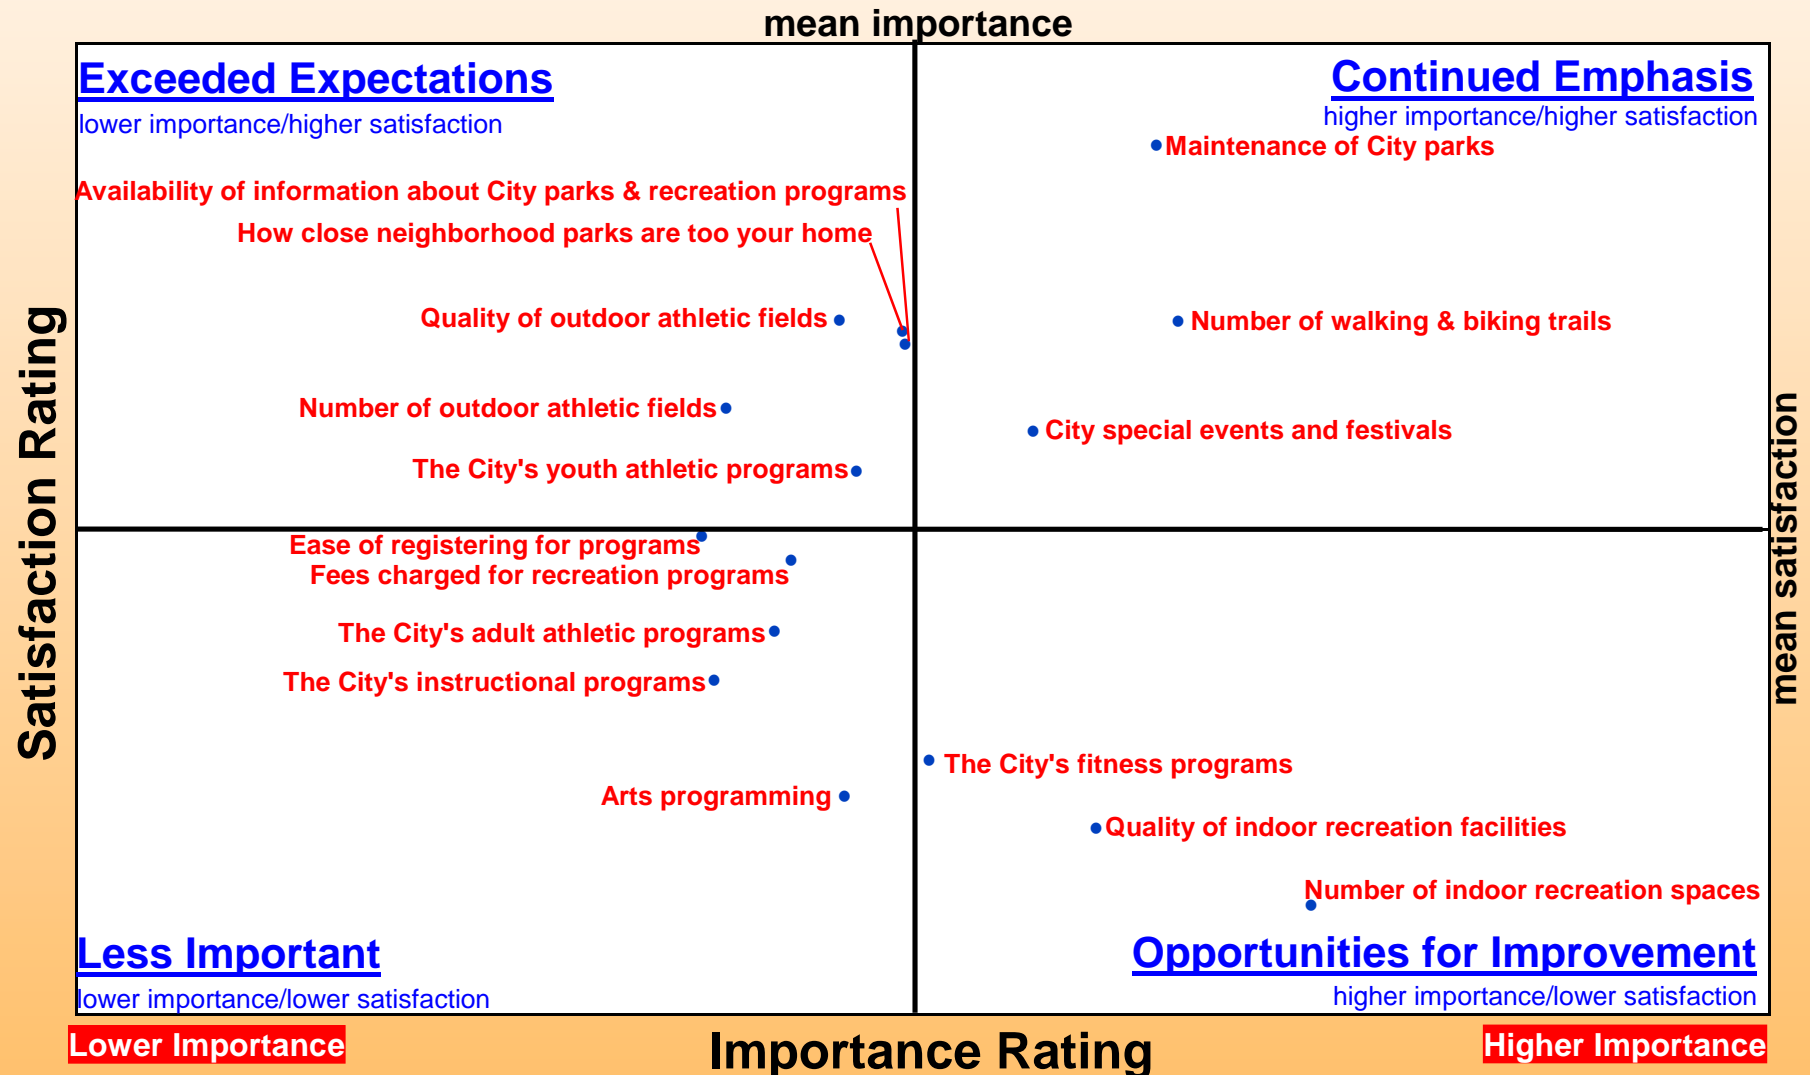 mean importance
Exceeded Expectations
lower importance/higher satisfaction
Continued Emphasis
higher importance/higher satisfaction
Maintenance of City parks
Availability of information about City parks & recreation programs
How close neighborhood parks are too your home
Quality of outdoor athletic fields
Number of walking & biking trails
Number of outdoor athletic fields
City special events and festivals
The City's youth athletic programs
Satisfaction Rating
mean satisfaction
Ease of registering for programs
Fees charged for recreation programs
The City's adult athletic programs
The City's instructional programs
The City's fitness programs
Arts programming
Quality of indoor recreation facilities
Number of indoor recreation spaces
Less Important
lower importance/lower satisfaction
Opportunities for Improvement
higher importance/lower satisfaction
Lower Importance
Importance Rating
Higher Importance